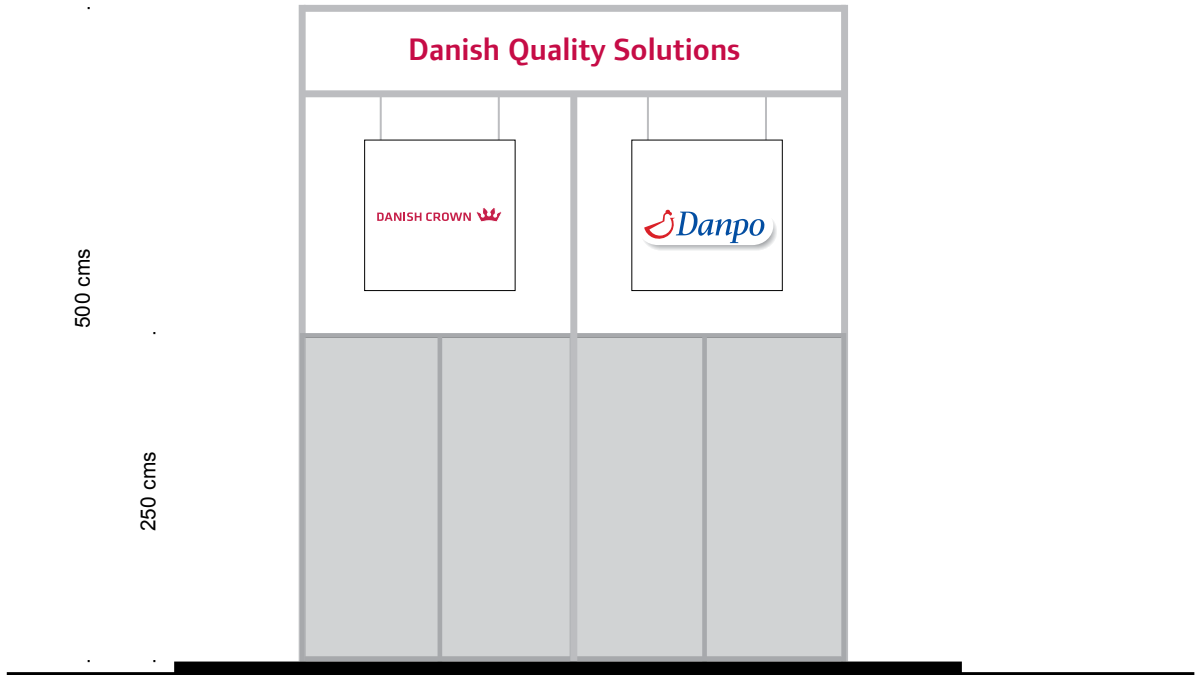 Danish Quality Solutions
DANISH CROWN
Danpo
500 cms
250 cms